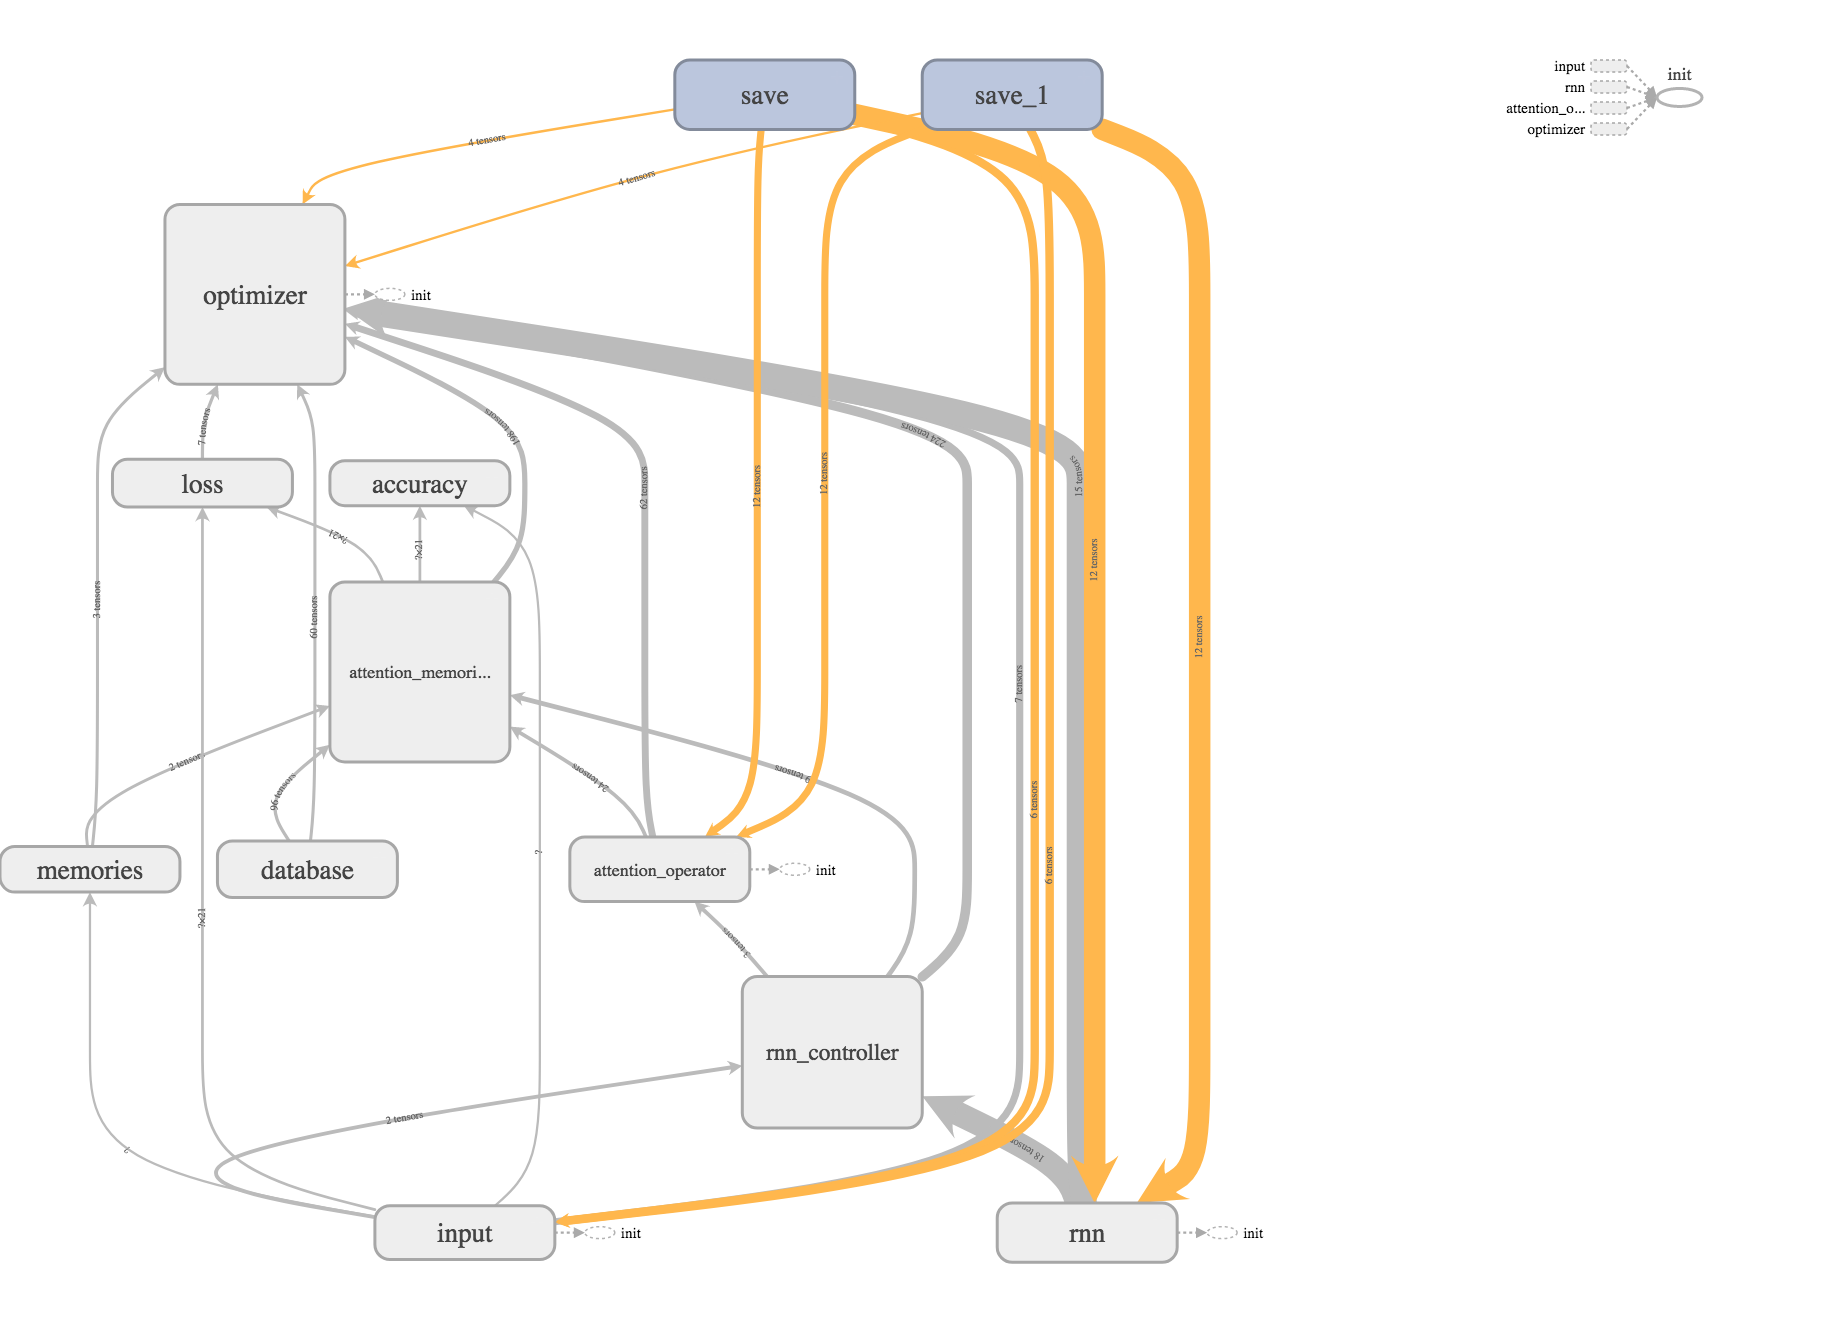 save
save_1
input
rnn
attention_o...
optimizer
init
4 tensors
4 tensors
optimizer
init
7 tensors
198 tensors
224 tensors
15 tensors
62 tensors
12 tensors
12 tensors
loss
accuracy
?×21
?×21
12 tensors
3 tensors
60 tensors
12 tensors
attention_memori...
7 tensors
2 tensor
96 tensors
24 tensors
9 tensors
6 tensors
6 tensors
?
memories
database
attention_operator
init
?×21
3 tensors
rnn_controller
2 tensors
?
18 tensors
input
init
rnn
init